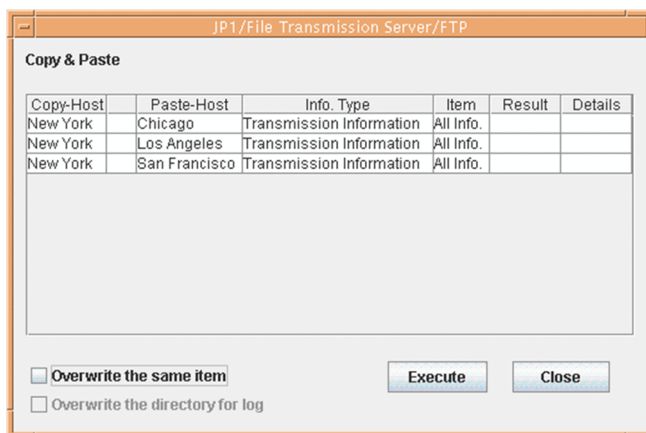 JP1/File Transmission Server/FTP
Copy & Paste
Copy-Host Paste-Host Info. Type Item Result Details
New York Chicago Transmission Information All Info.
New York Los Angeles Transmission Information All Info.
New York San Francisco Transmission Information All Info.
Overwrite the same item Execute Close
Overwrite the directory for log